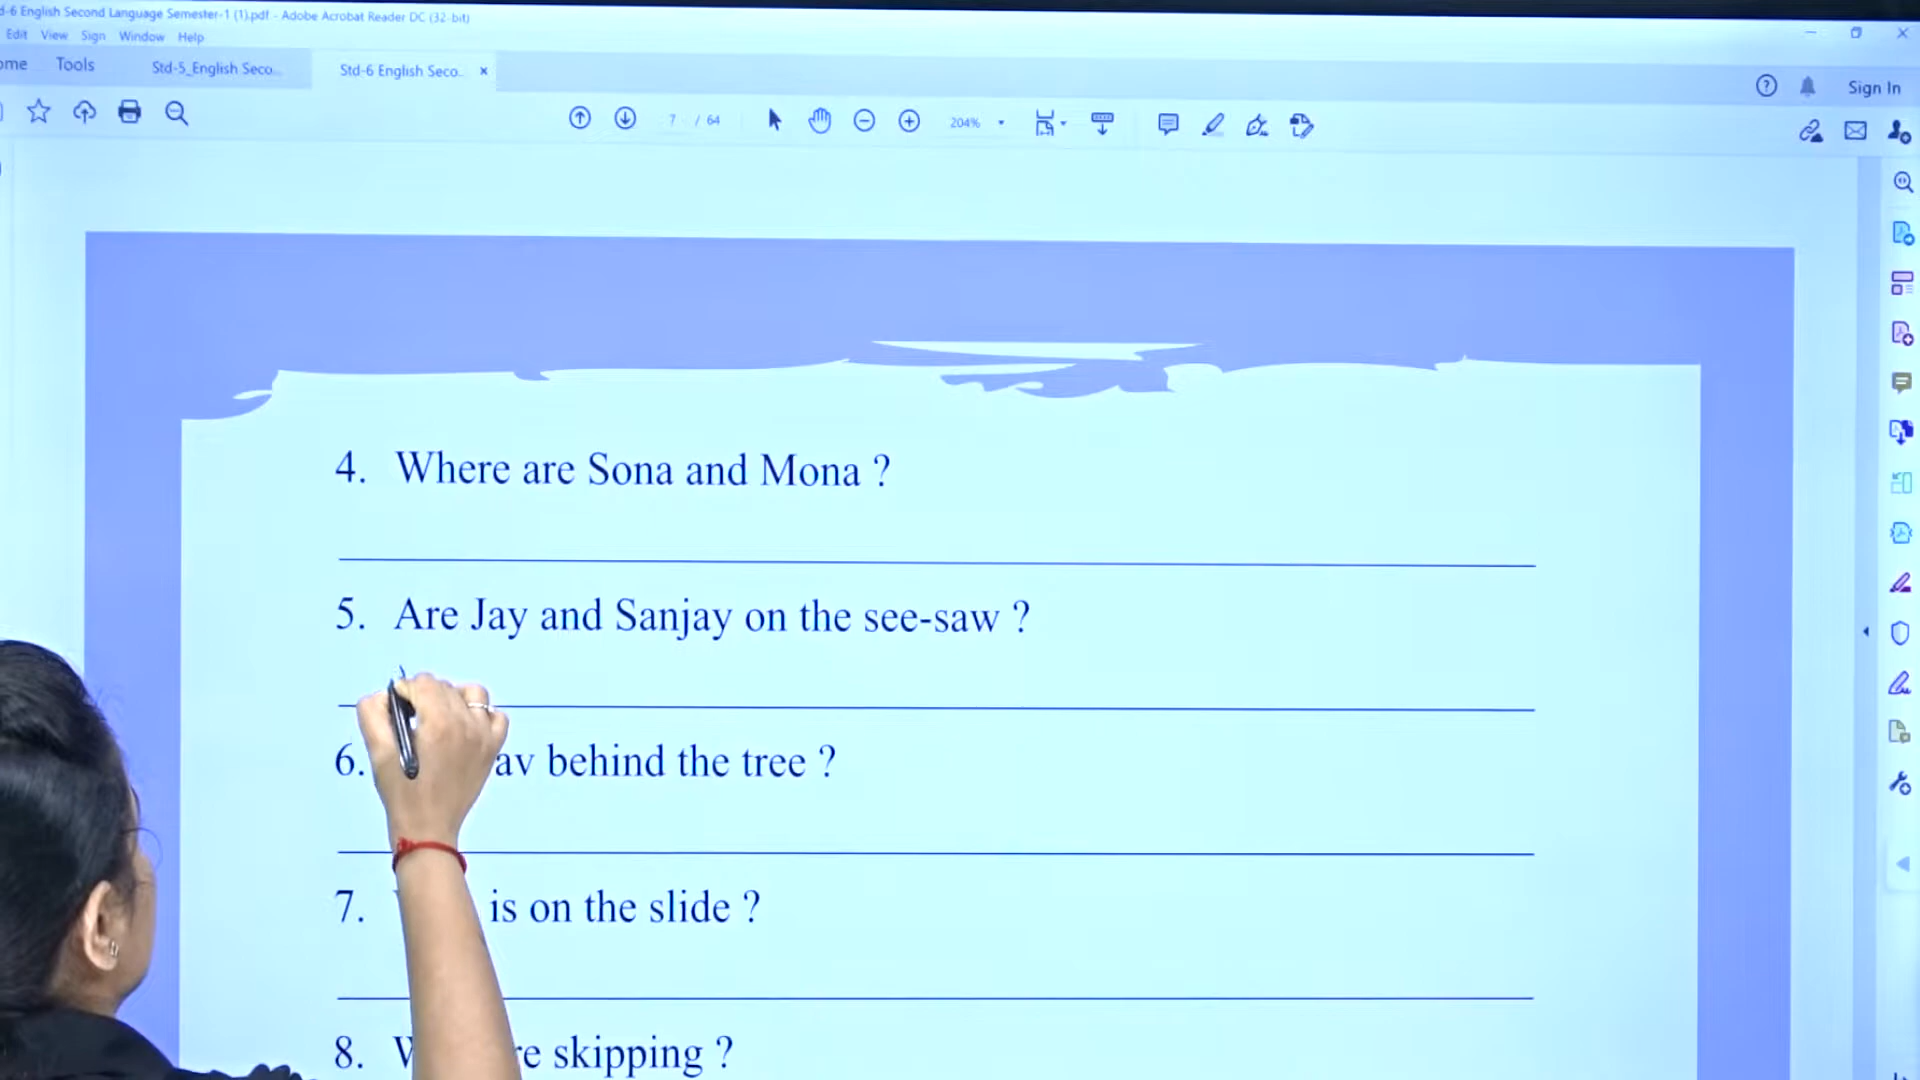 d-6 English Second Language Semester-1 (1).pdf - Adobe Acrobat Reader DC (32-bit)
Edit View Sign Window Help
ome Tools Std-5_English Seco... Std-6 English Seco... ×
Sign In
7 / 64 204%
4. Where are Sona and Mona ?
5. Are Jay and Sanjay on the see-saw ?
6. av behind the tree ?
7. is on the slide ?
8. W re skipping ?